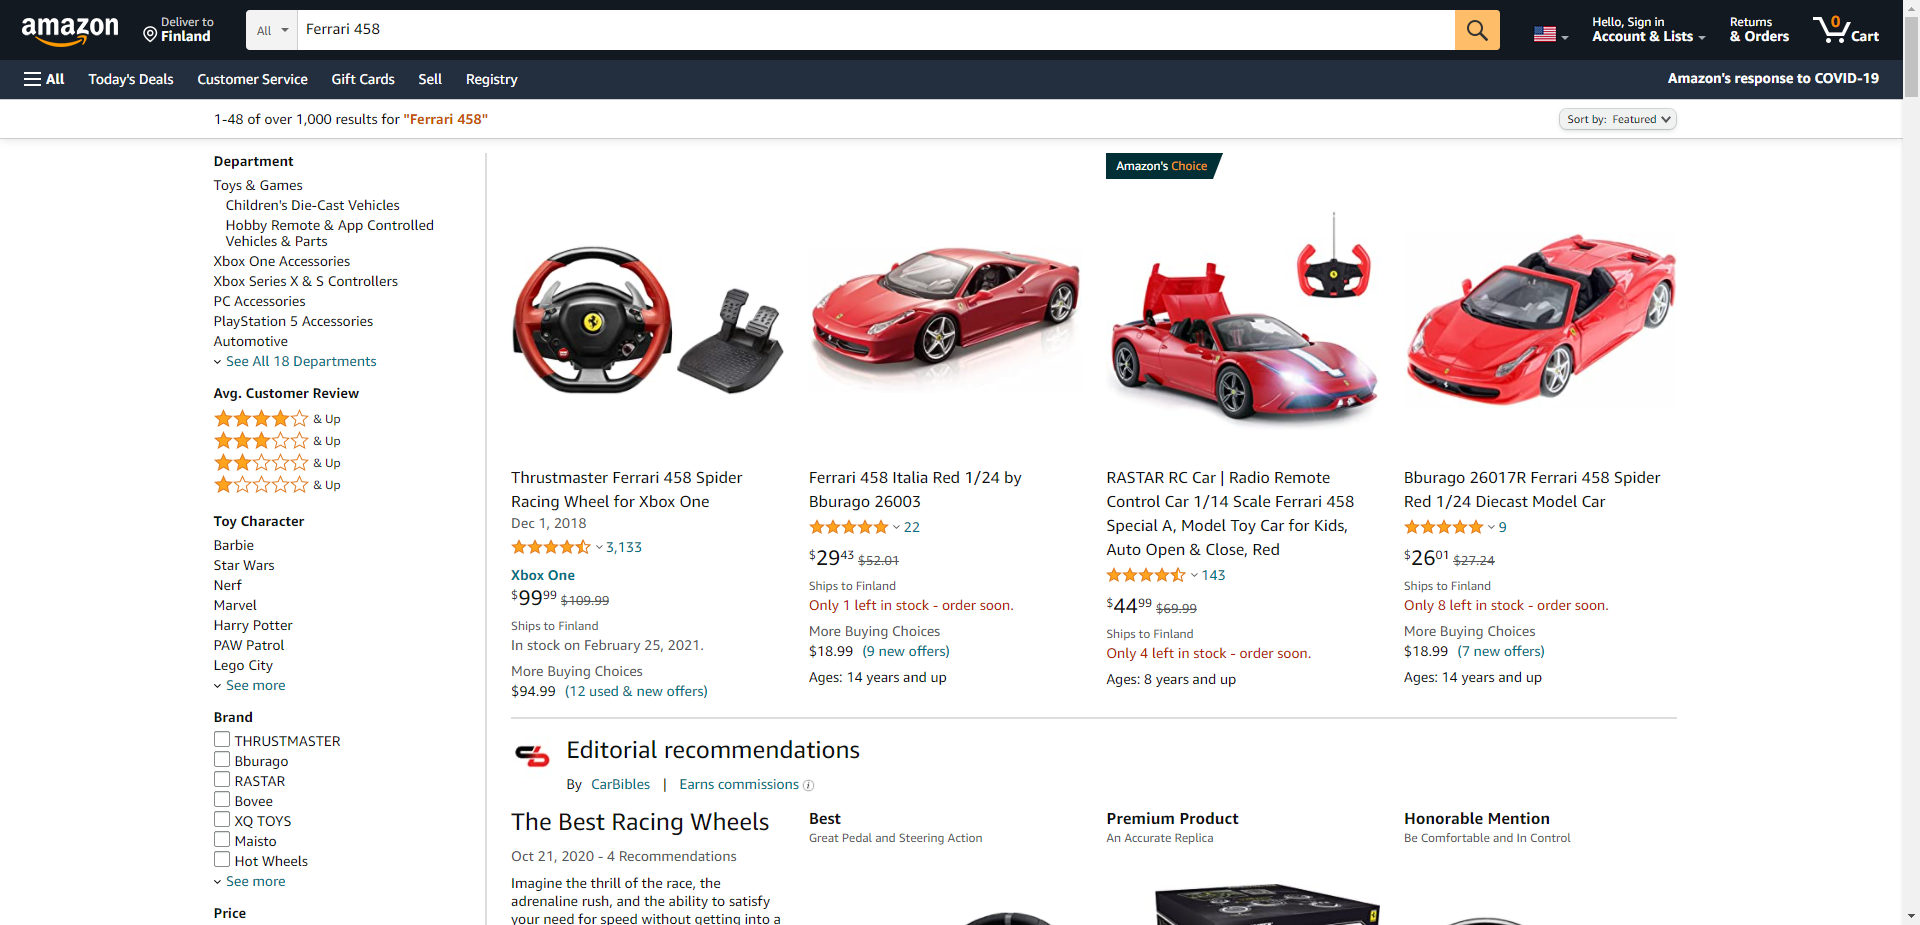 amazon
Deliver to
Finland
All
Ferrari 458
Hello, Sign in
Account & Lists
Returns
& Orders
0
Cart
All
Today's Deals
Customer Service
Gift Cards
Sell
Registry
Amazon's response to COVID-19
1-48 of over 1,000 results for "Ferrari 458"
Sort by: Featured
Department
Toys & Games
Children's Die-Cast Vehicles
Hobby Remote & App Controlled
Vehicles & Parts
Xbox One Accessories
Xbox Series X & S Controllers
PC Accessories
PlayStation 5 Accessories
Automotive
See All 18 Departments
Avg. Customer Review
& Up
& Up
& Up
& Up
Toy Character
Barbie
Star Wars
Nerf
Marvel
Harry Potter
PAW Patrol
Lego City
See more
Brand
THRUSTMASTER
Bburago
RASTAR
Bovee
XQ TOYS
Maisto
Hot Wheels
See more
Price
Thrustmaster Ferrari 458 Spider
Racing Wheel for Xbox One
Dec 1, 2018
3,133
Xbox One
$9999 $109.99
Ships to Finland
In stock on February 25, 2021.
More Buying Choices
$94.99 (12 used & new offers)
Ferrari 458 Italia Red 1/24 by
Bburago 26003
22
$2943 $52.01
Ships to Finland
Only 1 left in stock - order soon.
More Buying Choices
$18.99 (9 new offers)
Ages: 14 years and up
Amazon's Choice
RASTAR RC Car | Radio Remote
Control Car 1/14 Scale Ferrari 458
Special A, Model Toy Car for Kids,
Auto Open & Close, Red
143
$4499 $69.99
Ships to Finland
Only 4 left in stock - order soon.
Ages: 8 years and up
Bburago 26017R Ferrari 458 Spider
Red 1/24 Diecast Model Car
9
$2601 $27.24
Ships to Finland
Only 8 left in stock - order soon.
More Buying Choices
$18.99 (7 new offers)
Ages: 14 years and up
Editorial recommendations
By CarBibles | Earns commissions
The Best Racing Wheels
Oct 21, 2020 - 4 Recommendations
Imagine the thrill of the race, the
adrenaline rush, and the ability to satisfy
your need for speed without getting into a
Best
Great Pedal and Steering Action
Premium Product
An Accurate Replica
Honorable Mention
Be Comfortable and In Control